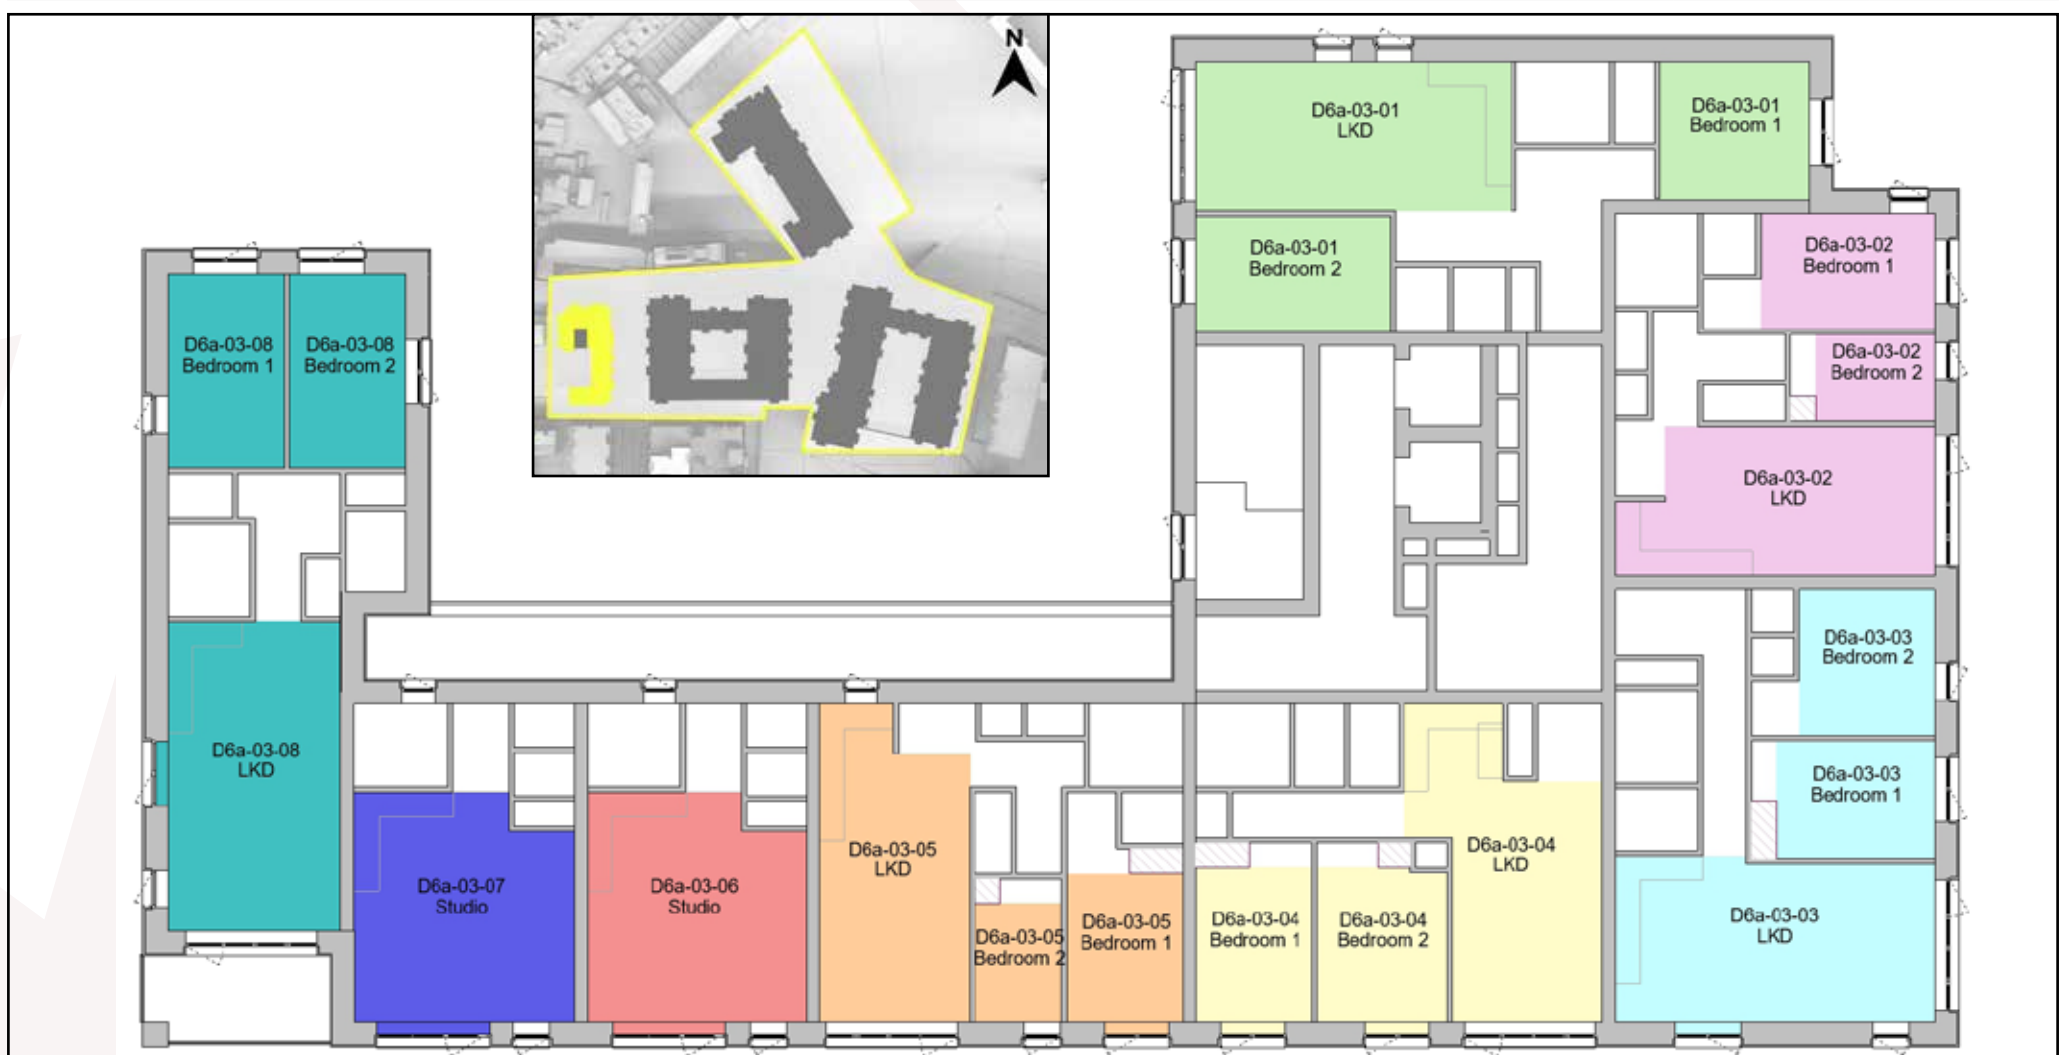 N
D6a-03-01
LKD
D6a-03-01
Bedroom 1
D6a-03-01
Bedroom 2
D6a-03-02
Bedroom 1
D6a-03-02
Bedroom 2
D6a-03-02
LKD
D6a-03-08
Bedroom 1
D6a-03-08
Bedroom 2
D6a-03-03
Bedroom 2
D6a-03-03
Bedroom 1
D6a-03-08
LKD
D6a-03-07
Studio
D6a-03-06
Studio
D6a-03-05
LKD
D6a-03-05
Bedroom 2
D6a-03-05
Bedroom 1
D6a-03-04
Bedroom 1
D6a-03-04
Bedroom 2
D6a-03-04
LKD
D6a-03-03
LKD